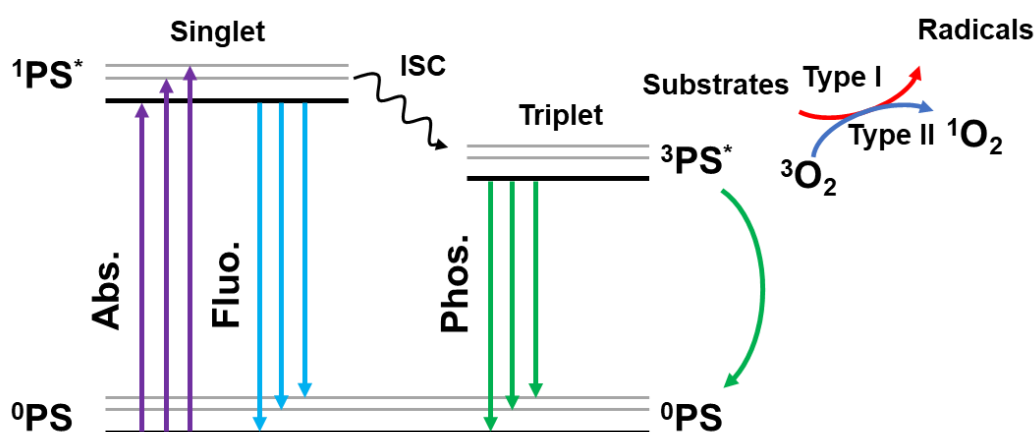 Singlet
Radicals
¹PS*
ISC
Substrates
Type I
Triplet
Type II
¹O₂
³PS*
³O₂
Abs.
Fluo.
Phos.
⁰PS
⁰PS